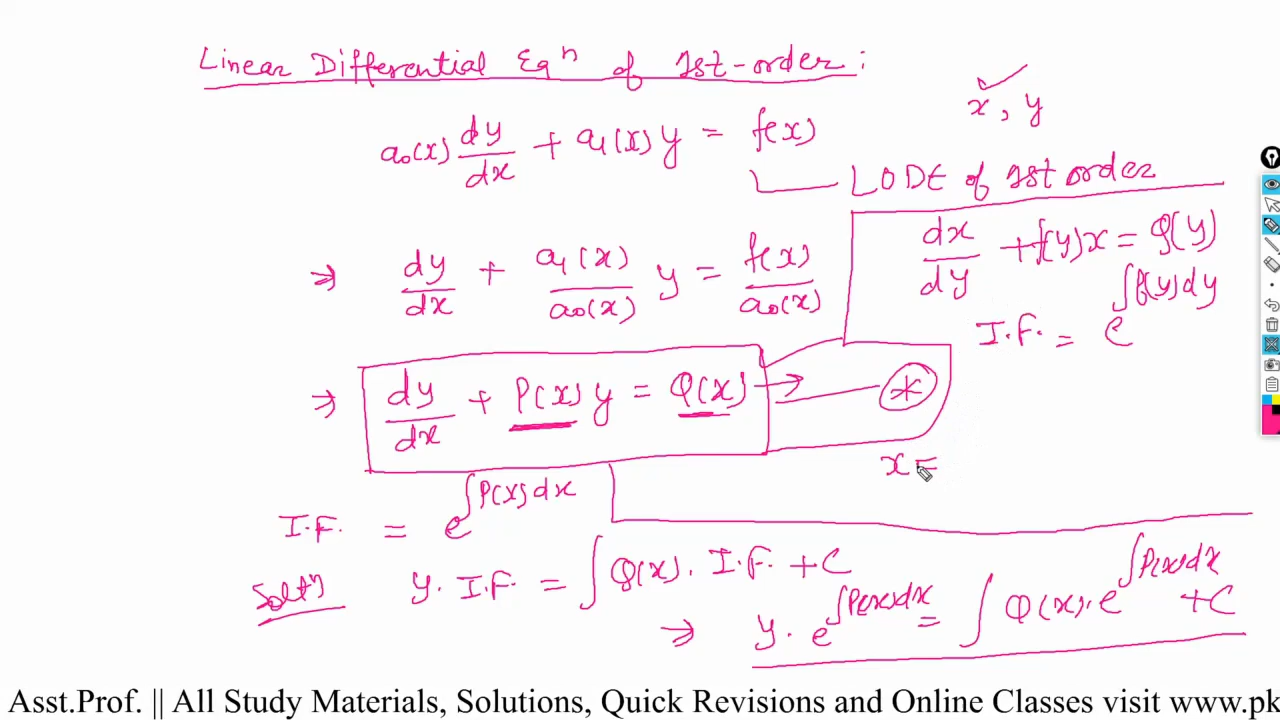 Linear Differential Eqⁿ of 1st-order :
x , y
a₀(x) dy/dx + a₁(x) y = f(x)
LODE of 1st order
⇒ dy/dx + a₁(x)/a₀(x) y = f(x)/a₀(x)
dx/dy + P(y)x = Q(y)
I.F. = e^∫P(y)dy
⇒ dy/dx + P(x) y = Q(x) → *
x =
I.F. = e^∫P(x)dx
Soltⁿ y . I.F. = ∫ Q(x) . I.F. + C
⇒ y . e^∫P(x)dx = ∫ Q(x) . e^∫P(x)dx + C
Asst.Prof. || All Study Materials, Solutions, Quick Revisions and Online Classes visit www.pk